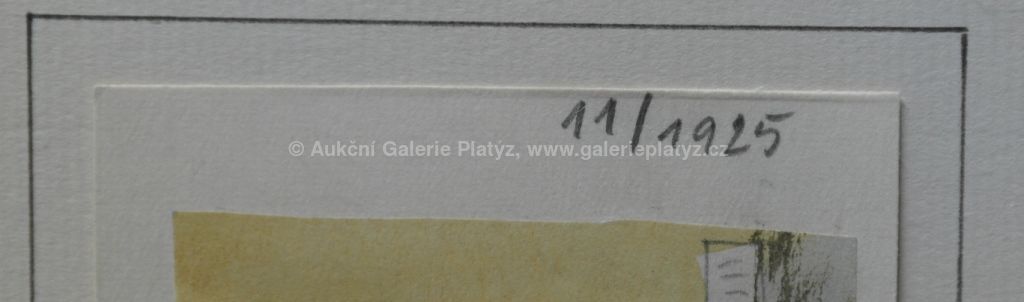 11/1925
© Aukční Galerie Platýz, www.galerieplatyz.cz